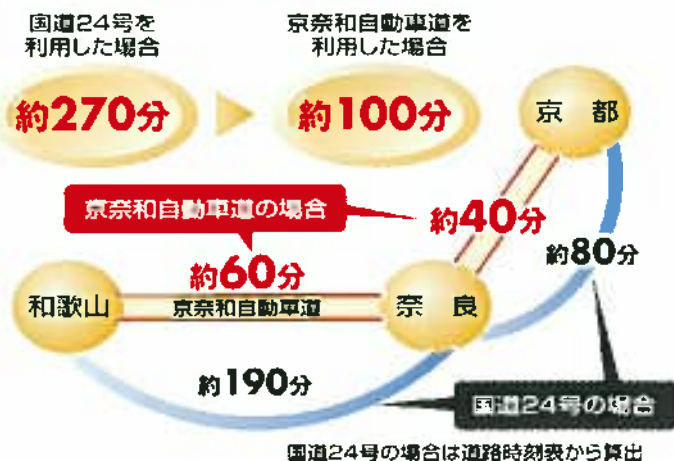 国道24号を
利用した場合
京奈和自動車道を
利用した場合
約270分
約100分
京都
京奈和自動車道の場合
約40分
約80分
約60分
和歌山
京奈和自動車道
奈良
約190分
国道24号の場合
国道24号の場合は道路時刻表から算出